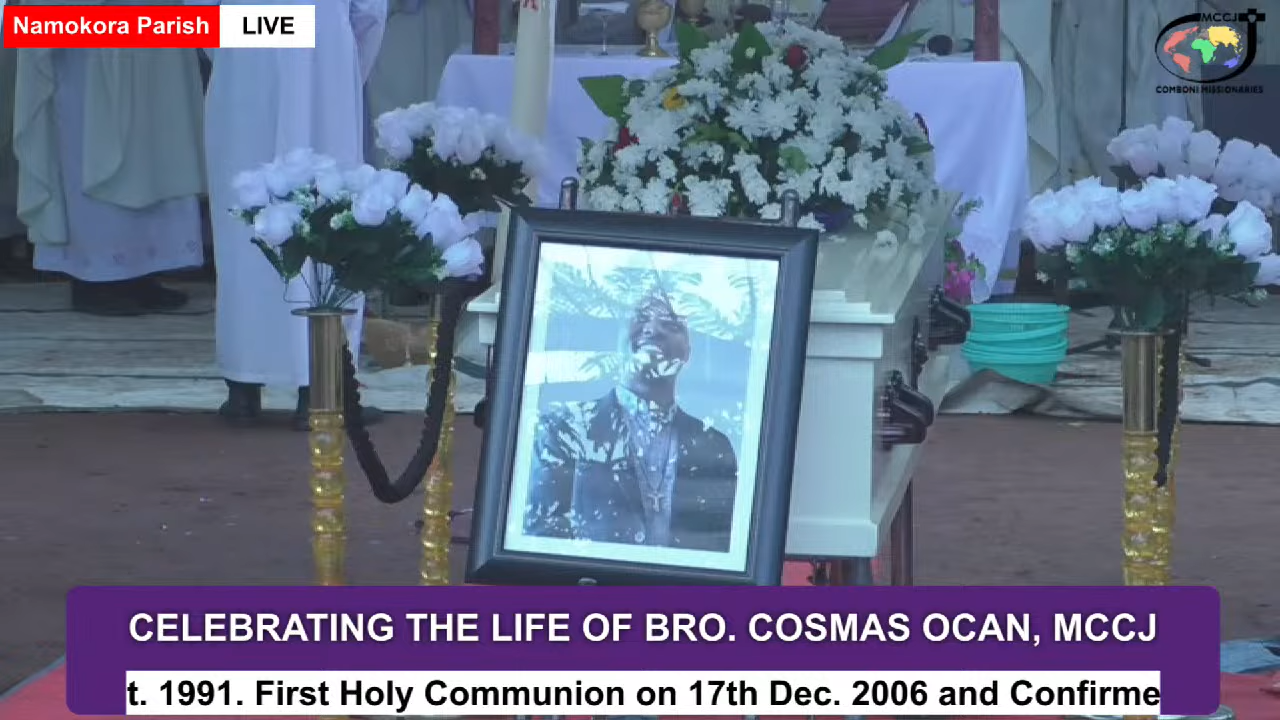 Namokora Parish LIVE
MCCJ
COMBONI MISSIONARIES
CELEBRATING THE LIFE OF BRO. COSMAS OCAN, MCCJ
t. 1991. First Holy Communion on 17th Dec. 2006 and Confirme